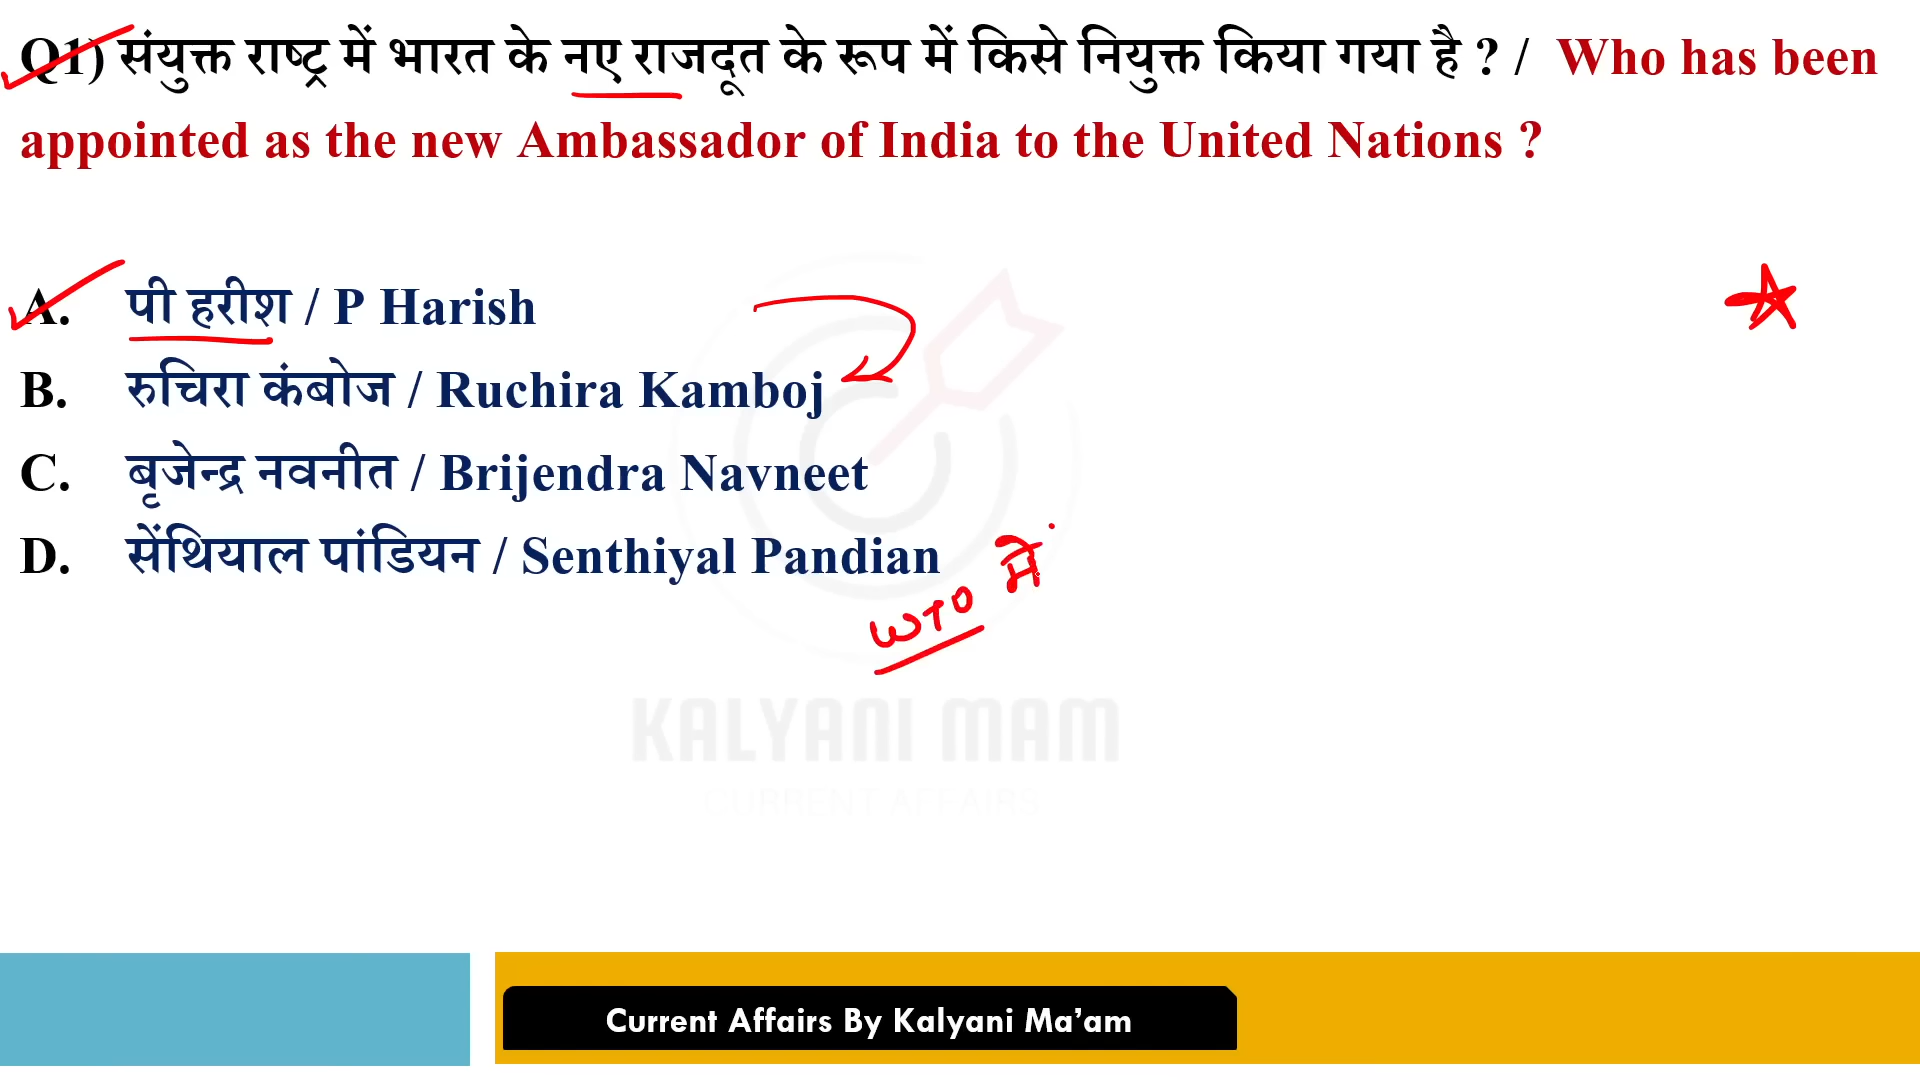 Q1) संयुक्त राष्ट्र में भारत के नए राजदूत के रूप में किसे नियुक्त किया गया है ? / Who has been
appointed as the new Ambassador of India to the United Nations ?
A. पी हरीश / P Harish
B. रुचिरा कंबोज / Ruchira Kamboj
C. बृजेन्द्र नवनीत / Brijendra Navneet
D. सेंथियाल पांडियन / Senthiyal Pandian
WTO में
KALYANI MAM
CURRENT AFFAIRS
Current Affairs By Kalyani Ma’am